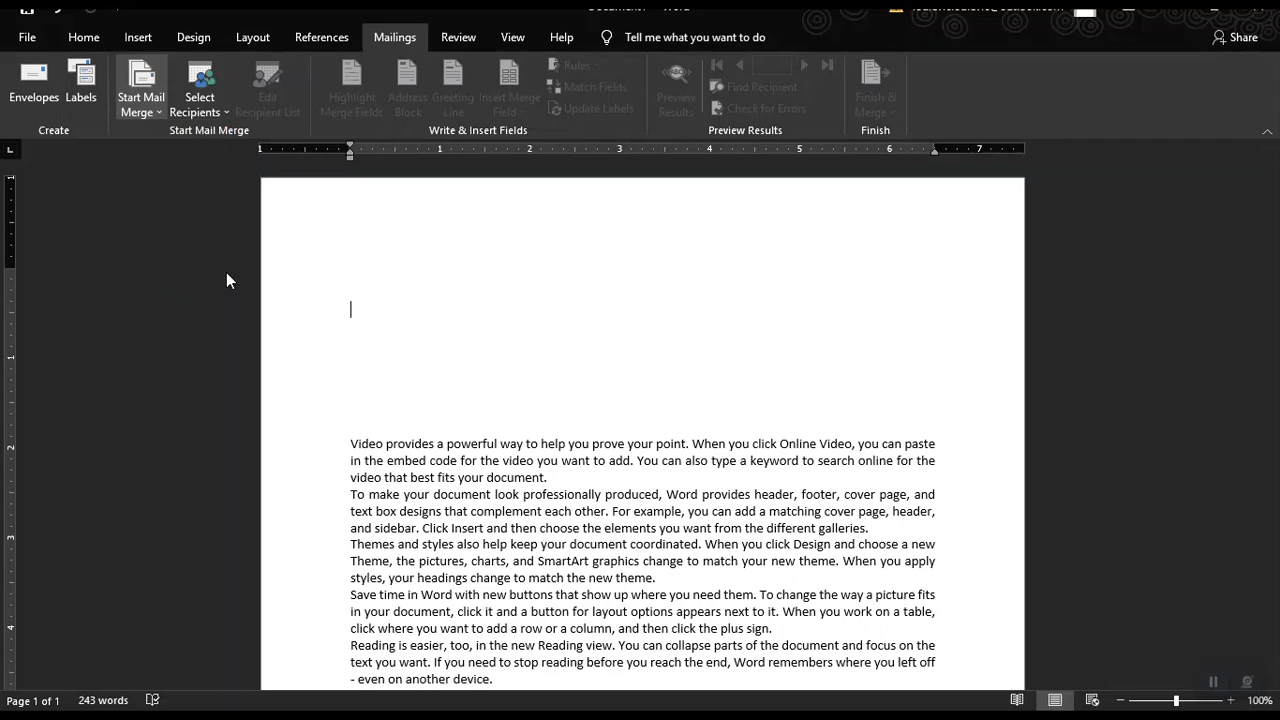 File Home Insert Design Layout References Mailings Review View Help Tell me what you want to do Share
Envelopes Labels Start Mail Merge Select Recipients Edit Recipient List Highlight Merge Fields Address Block Greeting Line Insert Merge Field Rules Match Fields Update Labels Preview Results Find Recipient Check for Errors Finish & Merge
Create Start Mail Merge Write & Insert Fields Preview Results Finish
1 1 2 3 4 5 6 7
Video provides a powerful way to help you prove your point. When you click Online Video, you can paste
in the embed code for the video you want to add. You can also type a keyword to search online for the
video that best fits your document.
To make your document look professionally produced, Word provides header, footer, cover page, and
text box designs that complement each other. For example, you can add a matching cover page, header,
and sidebar. Click Insert and then choose the elements you want from the different galleries.
Themes and styles also help keep your document coordinated. When you click Design and choose a new
Theme, the pictures, charts, and SmartArt graphics change to match your new theme. When you apply
styles, your headings change to match the new theme.
Save time in Word with new buttons that show up where you need them. To change the way a picture fits
in your document, click it and a button for layout options appears next to it. When you work on a table,
click where you want to add a row or a column, and then click the plus sign.
Reading is easier, too, in the new Reading view. You can collapse parts of the document and focus on the
text you want. If you need to stop reading before you reach the end, Word remembers where you left off
- even on another device.
Page 1 of 1 243 words 100%